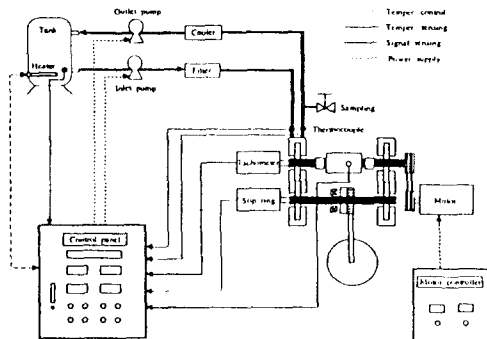 Outlet pump
Temper control
Temper sensing
Signal sensing
Power supply
Tank
Cooler
Heater
Filter
Inlet pump
Sampling
Thermocouple
Tachometer
Slip ring
Motor
Control panel
Motor controller